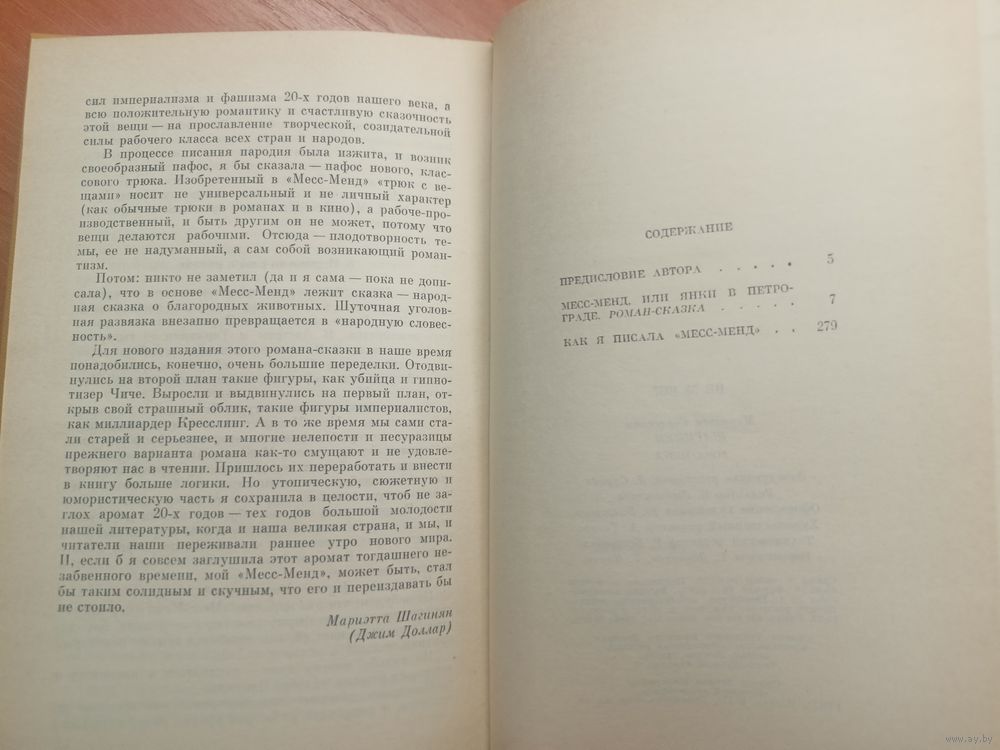 сил империализма и фашизма 20-х годов нашего века, а
всю положительную романтику и счастливую сказочность
этой вещи — на прославление творческой, созидательной
силы рабочего класса всех стран и народов.
В процессе писания пародия была изжита, и возник
своеобразный пафос, я бы сказала — пафос нового, клас-
сового трюка. Изобретенный в «Месс-Менд» «трюк с ве-
щами» носит не универсальный и не личный характер
(как обычные трюки в романах и в кино), а рабоче-про-
изводственный, и быть другим он не может, потому что
вещи делаются рабочими. Отсюда — плодотворность те-
мы, ее не надуманный, а сам собой возникающий роман-
тизм.
Потом: никто не заметил (да и я сама — пока не допи-
сала), что в основе «Месс-Менд» лежит сказка — народ-
ная сказка о благородных животных. Шуточная уголов-
ная развязка внезапно превращается в «народную словес-
ность».
Для нового издания этого романа-сказки в наше время
понадобились, конечно, очень большие переделки. Отодви-
нулись на второй план такие фигуры, как убийца и гипно-
тизер Чиче. Выросли и выдвинулись на первый план, от-
крыв свой страшный облик, такие фигуры империалистов,
как миллиардер Кресслинг. А в то же время мы сами ста-
ли старей и серьезнее, и многие нелепости и несуразицы
прежнего варианта романа как-то смущают и не удовле-
творяют нас в чтении. Пришлось их переработать и внести
в книгу больше логики. Но утопическую, сюжетную и
юмористическую часть я сохранила в целости, чтоб не за-
глох аромат 20-х годов — тех годов большой молодости
нашей литературы, когда и наша великая страна, и мы, и
читатели наши переживали раннее утро нового мира.
И, если б я совсем заглушила этот аромат тогдашнего не-
забвенного времени, мой «Месс-Менд», может быть, стал
бы таким солидным и скучным, что его и переиздавать бы
не стоило.
Мариэтта Шагинян
(Джим Доллар)
СОДЕРЖАНИЕ
ПРЕДИСЛОВИЕ АВТОРА . . . . . 5
МЕСС-МЕНД, ИЛИ ЯНКИ В ПЕТРО-
ГРАДЕ. РОМАН-СКАЗКА . . . . . 7
КАК Я ПИСАЛА «МЕСС-МЕНД» . . 279
www.ay.by